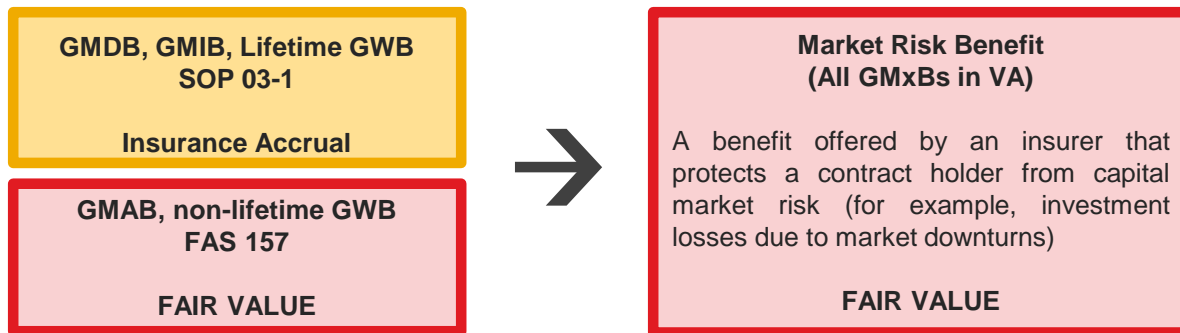 GMDB, GMIB, Lifetime GWB
SOP 03-1
Insurance Accrual
GMAB, non-lifetime GWB
FAS 157
FAIR VALUE
Market Risk Benefit
(All GMxBs in VA)
A benefit offered by an insurer that
protects a contract holder from capital
market risk (for example, investment
losses due to market downturns)
FAIR VALUE